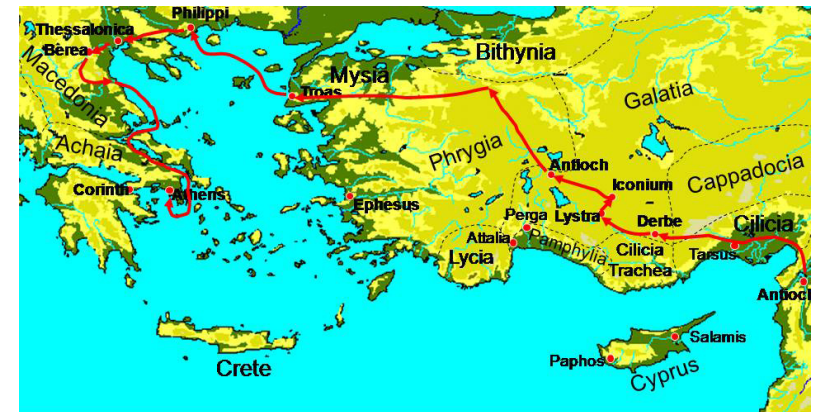 Philippi
Thessalonica
Berea
Macedonia
Achaia
Corinth
Athens
Mysia
Troas
Bithynia
Galatia
Phrygia
Antioch
Iconium
Cappadocia
Lystra
Derbe
Ephesus
Perga
Attalia
Pamphylia
Lycia
Cilicia
Trachea
Cilicia
Tarsus
Antioch
Salamis
Paphos
Cyprus
Crete